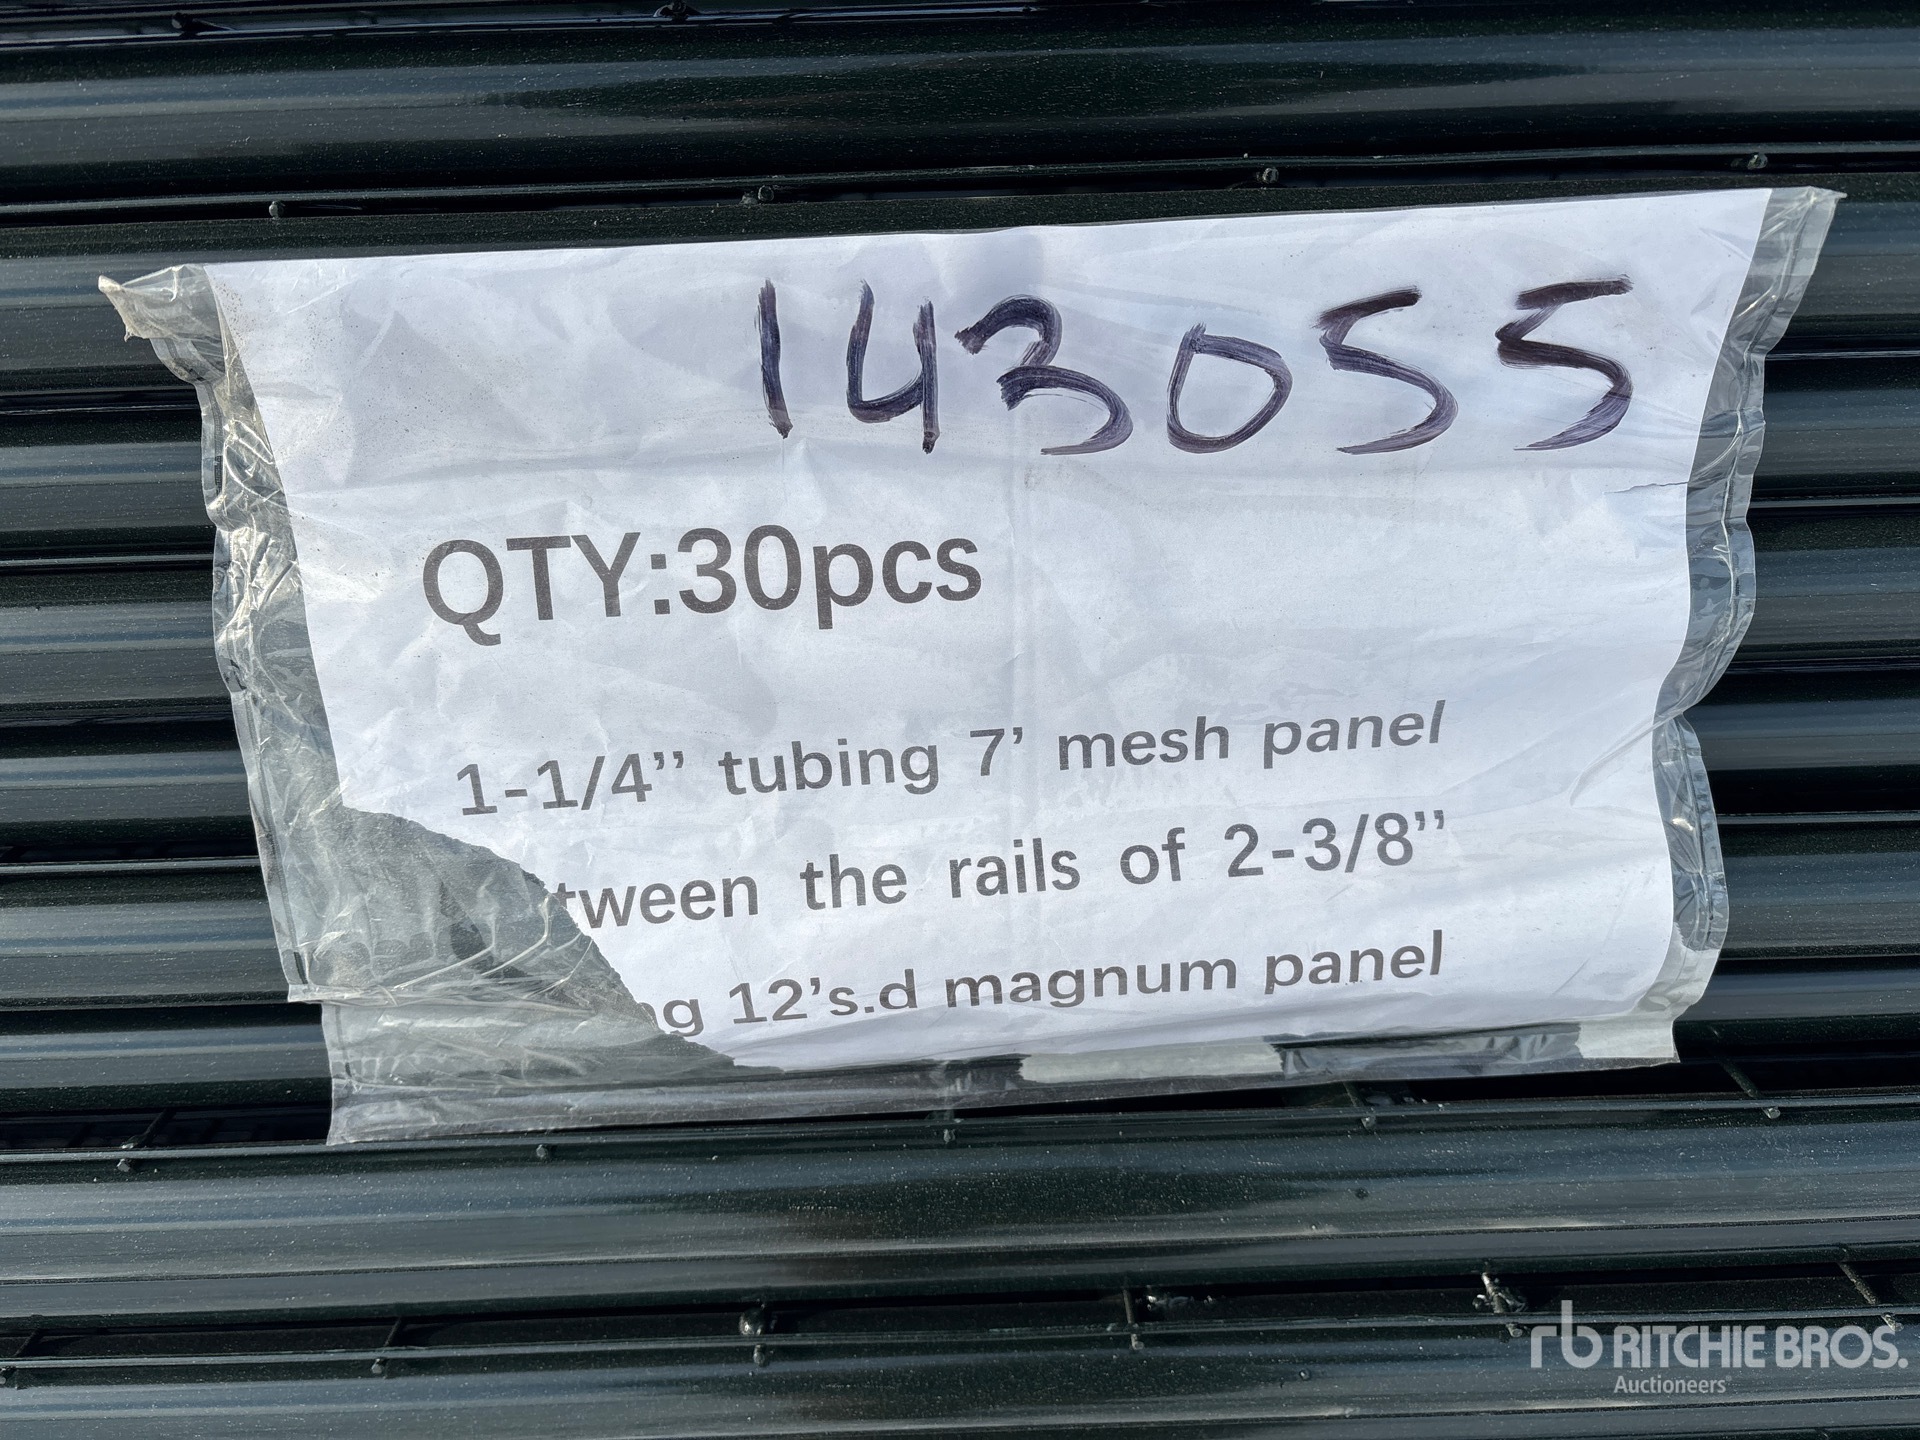 143055
QTY:30pcs
1-1/4” tubing 7’ mesh panel
the rails of 2-3/8”
12’s.d magnum panel
rb RITCHIE BROS.
Auctioneers